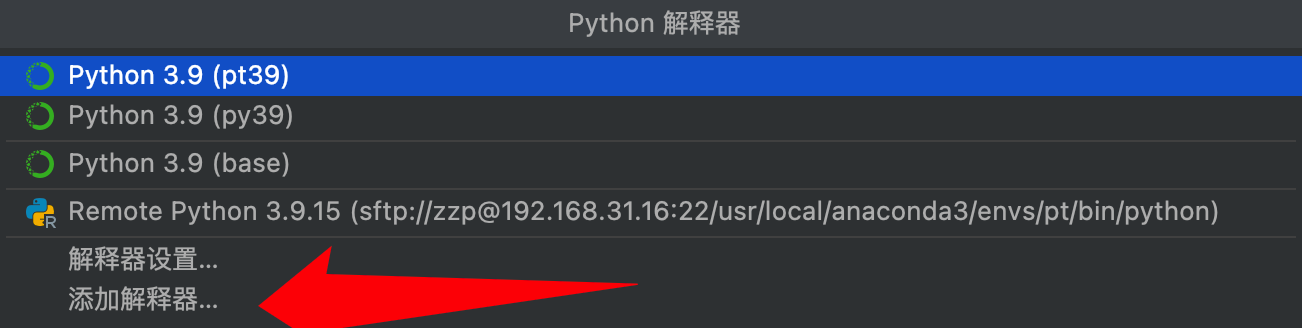 Python 解释器
Python 3.9 (pt39)
Python 3.9 (py39)
Python 3.9 (base)
Remote Python 3.9.15 (sftp://zzp@192.168.31.16:22/usr/local/anaconda3/envs/pt/bin/python)
解释器设置...
添加解释器...